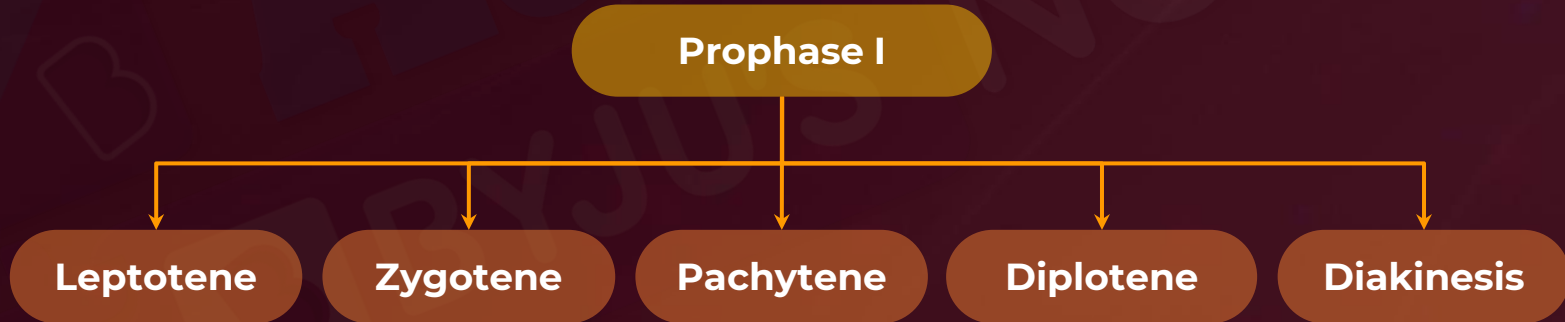 Prophase I
Leptotene
Zygotene
Pachytene
Diplotene
Diakinesis